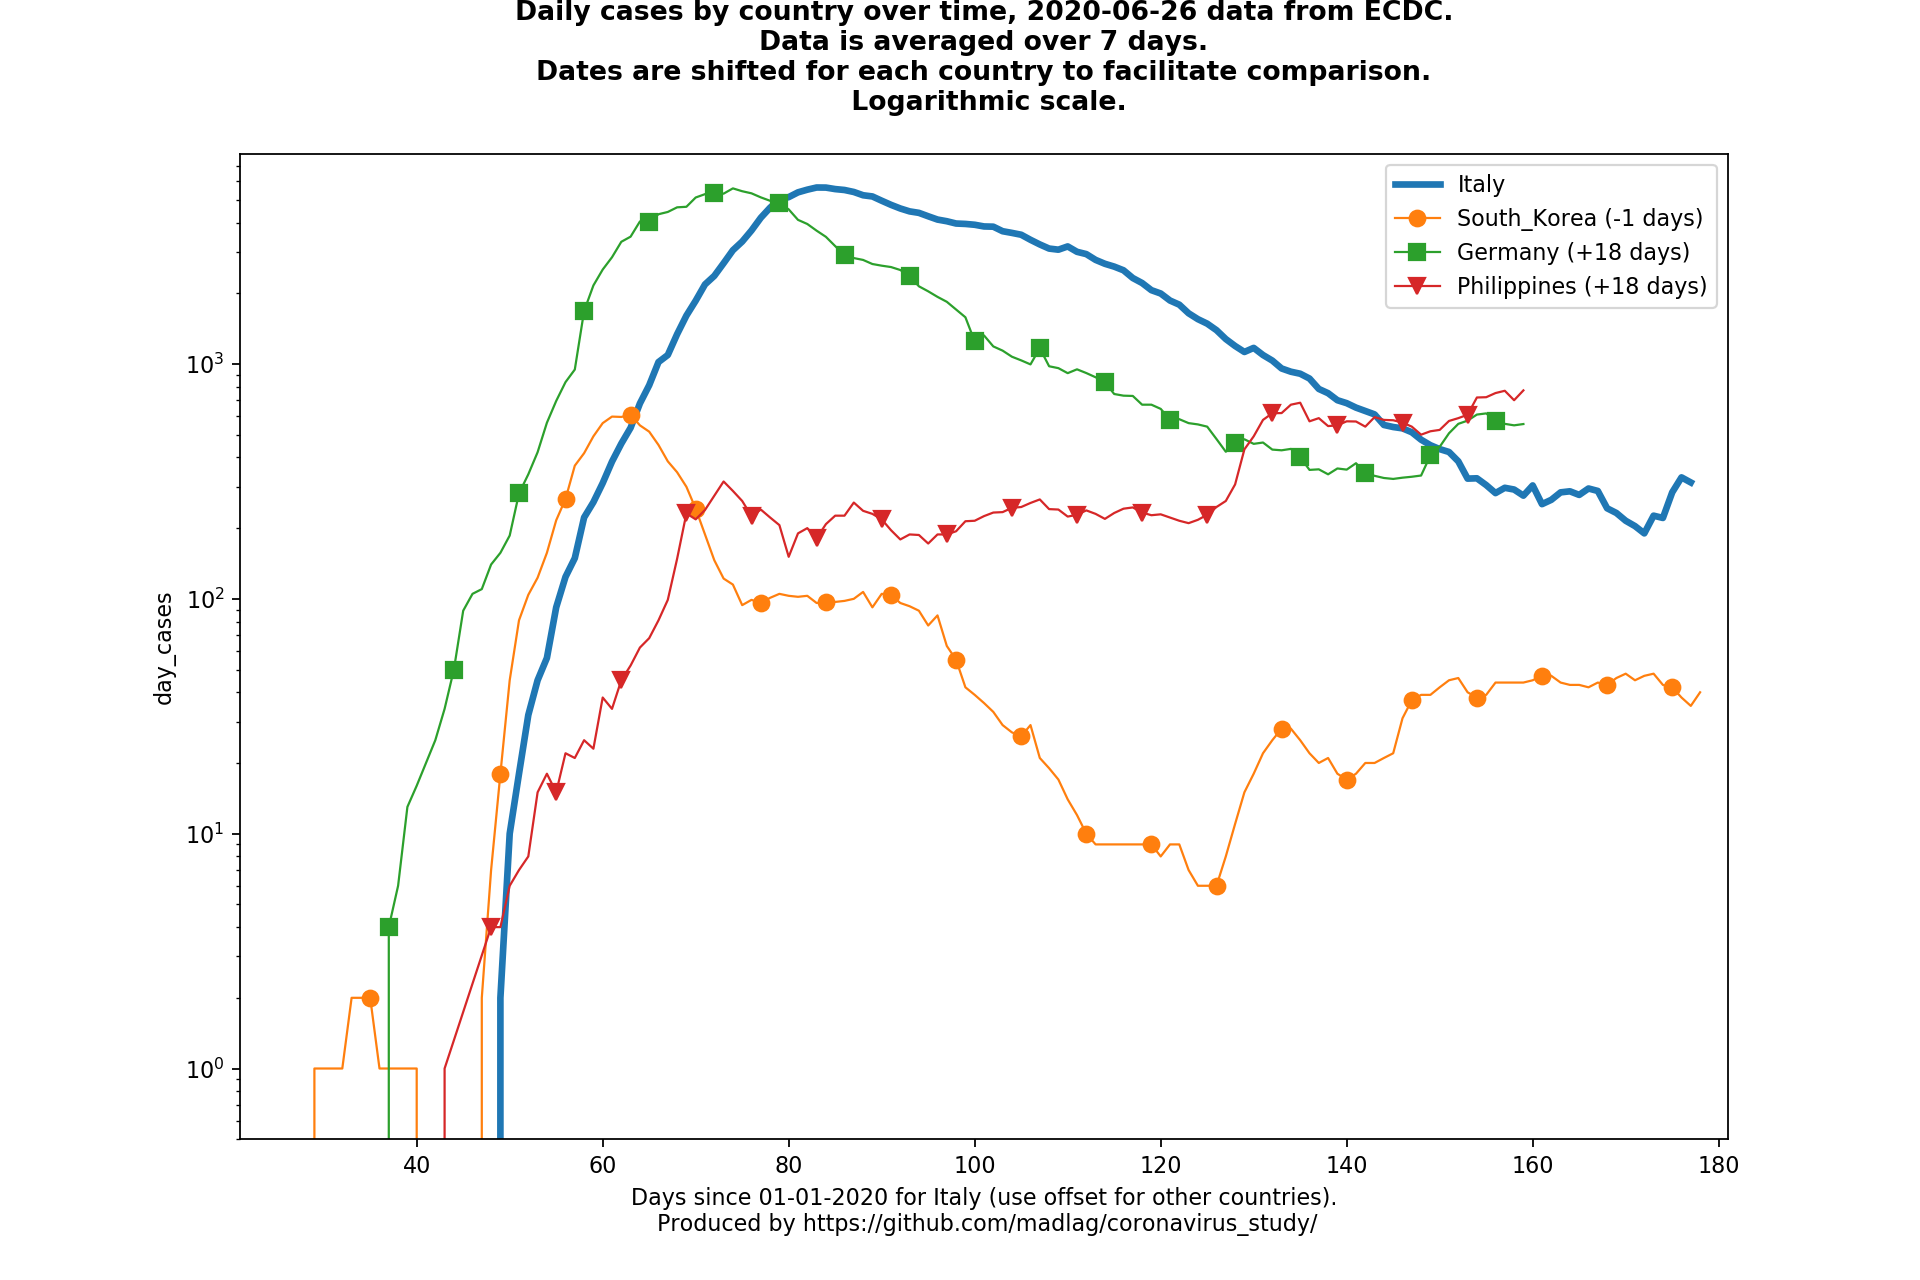 Daily cases by country over time, 2020-06-26 data from ECDC.
Data is averaged over 7 days.
Dates are shifted for each country to facilitate comparison.
Logarithmic scale.
Italy
South_Korea (-1 days)
Germany (+18 days)
Philippines (+18 days)
10³
10²
10¹
10⁰
day_cases
40 60 80 100 120 140 160 180
Days since 01-01-2020 for Italy (use offset for other countries).
Produced by https://github.com/madlag/coronavirus_study/